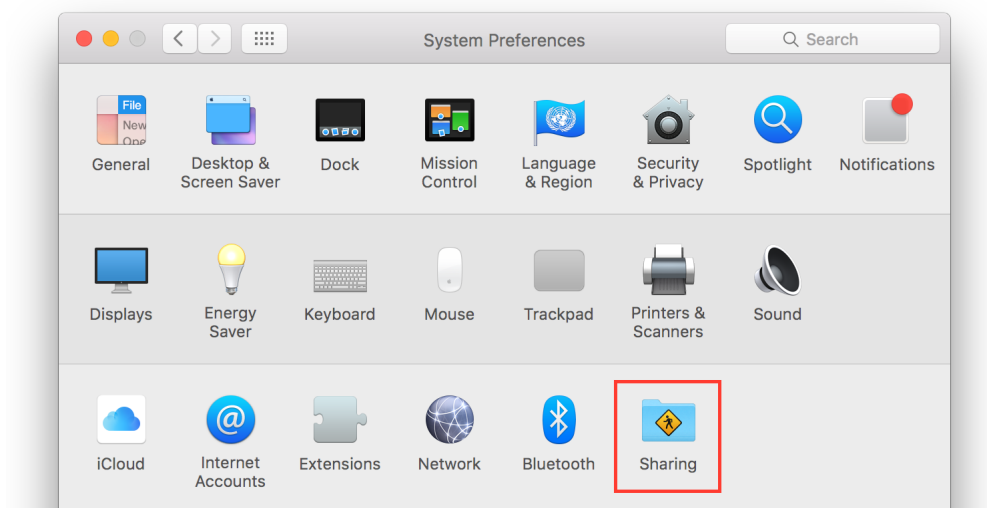 System Preferences
Search
File
New
Ope
General
Desktop &
Screen Saver
Dock
Mission
Control
Language
& Region
Security
& Privacy
Spotlight
Notifications
Displays
Energy
Saver
Keyboard
Mouse
Trackpad
Printers &
Scanners
Sound
iCloud
@
Internet
Accounts
Extensions
Network
Bluetooth
Sharing